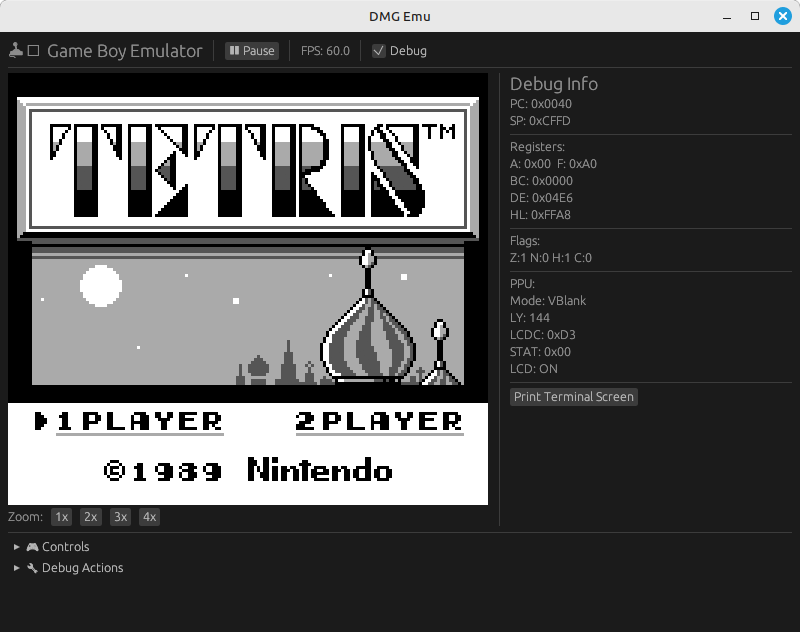 DMG Emu
Game Boy Emulator
Pause
FPS: 60.0
Debug
TETRIS™
1PLAYER 2PLAYER
©1989 Nintendo
Zoom: 1x 2x 3x 4x
Controls
Debug Actions
Debug Info
PC: 0x0040
SP: 0xCFFD
Registers:
A: 0x00 F: 0xA0
BC: 0x0000
DE: 0x04E6
HL: 0xFFA8
Flags:
Z:1 N:0 H:1 C:0
PPU:
Mode: VBlank
LY: 144
LCDC: 0xD3
STAT: 0x00
LCD: ON
Print Terminal Screen